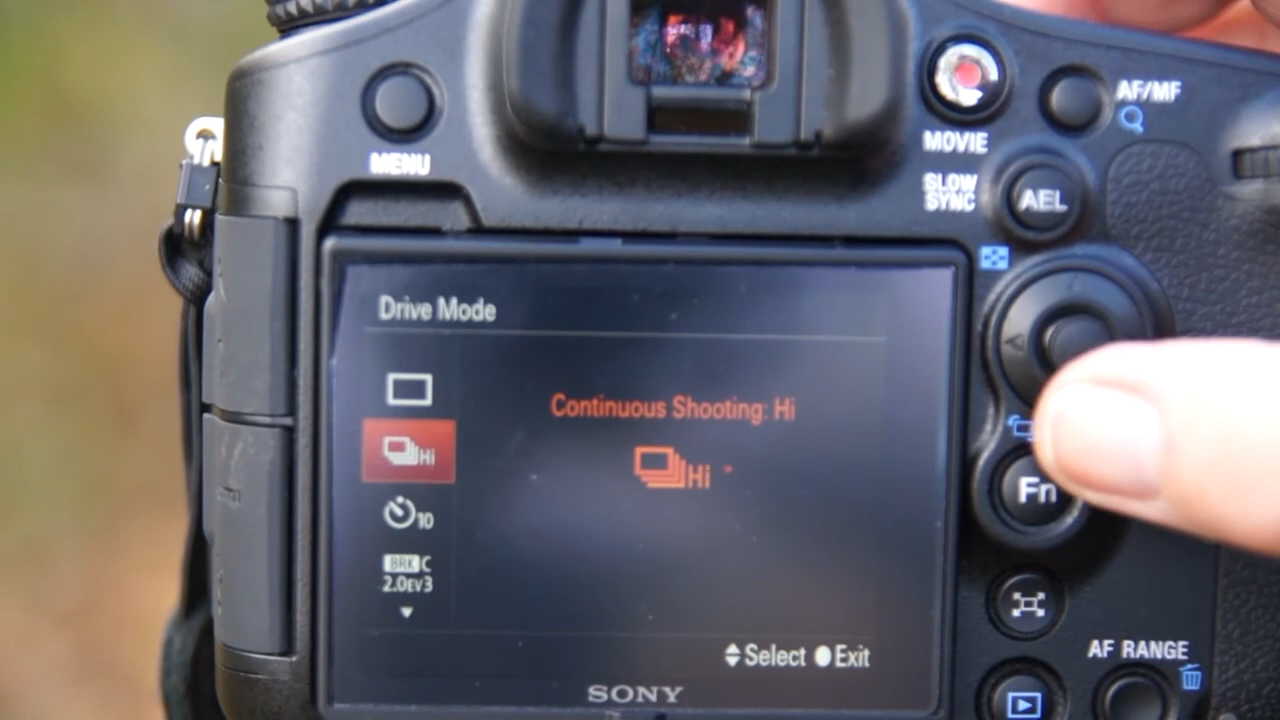 MENU
MOVIE
AF/MF
SLOW
SYNC
AEL
Drive Mode
Continuous Shooting: Hi
Hi
Hi
10
BRK C
2.0EV3
Fn
Select Exit
AF RANGE
SONY